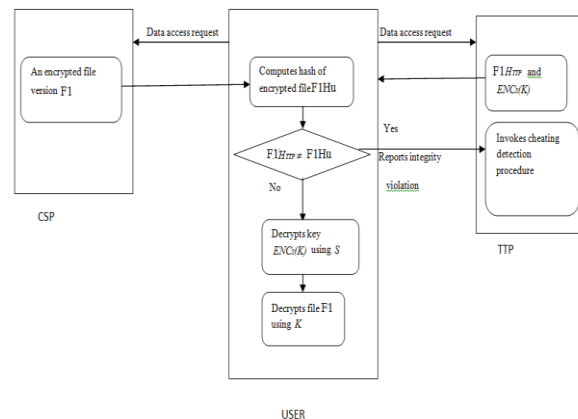 Data access request
Data access request
An encrypted file
version F1
Computes hash of
encrypted fileF1Hu
F1HTTP and
ENCS(K)
F1HTTP ≠ F1Hu
Yes
Reports integrity
violation
Invokes cheating
detection
procedure
No
Decrypts key
ENCS(K) using S
Decrypts file F1
using K
CSP
TTP
USER